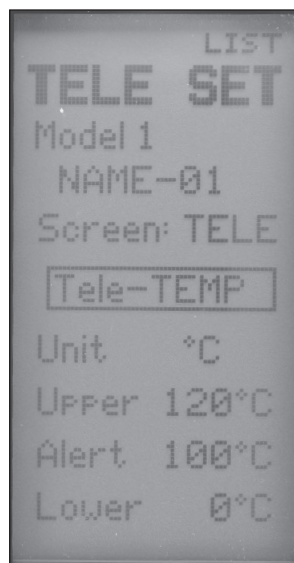 LIST
TELE SET
Model 1
NAME-01
Screen: TELE
Tele-TEMP
Unit °C
Upper 120°C
Alert 100°C
Lower 0°C